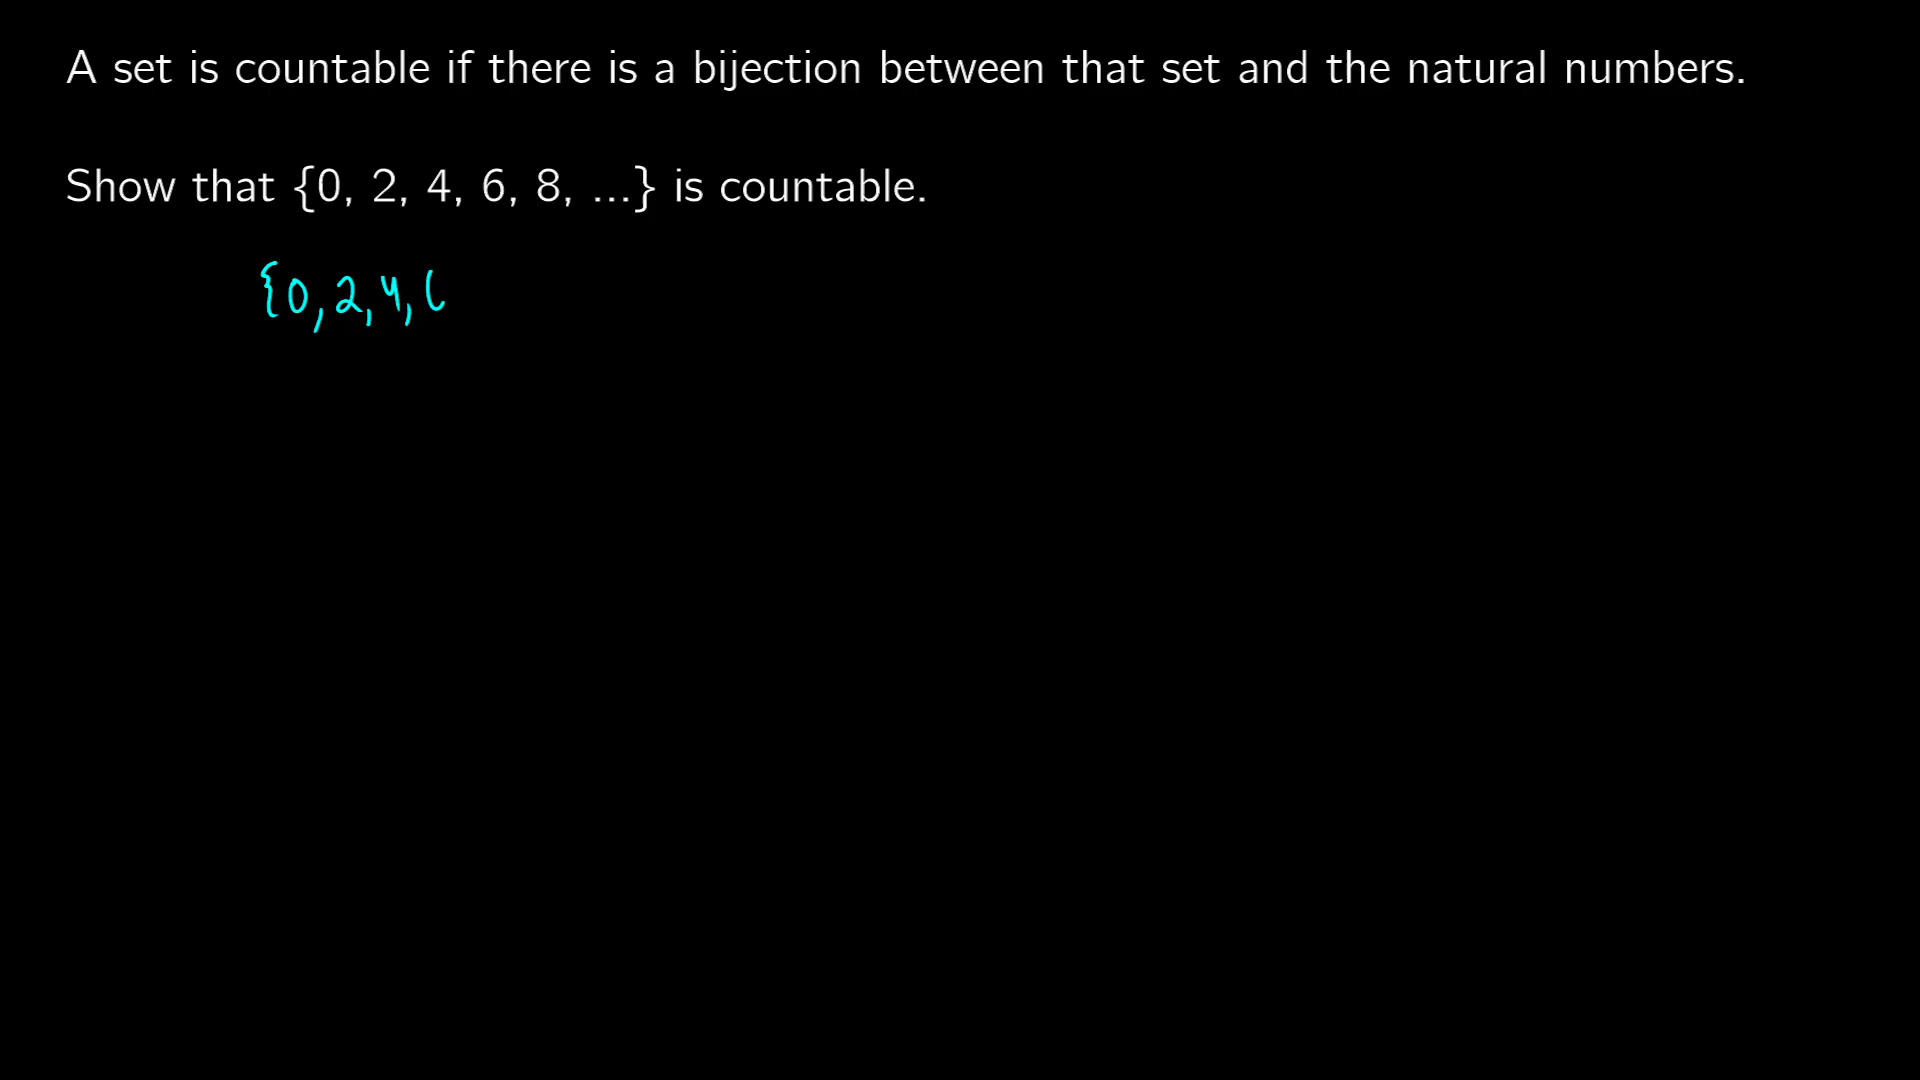 A set is countable if there is a bijection between that set and the natural numbers.
Show that {0, 2, 4, 6, 8, ...} is countable.
{0,2,4,(